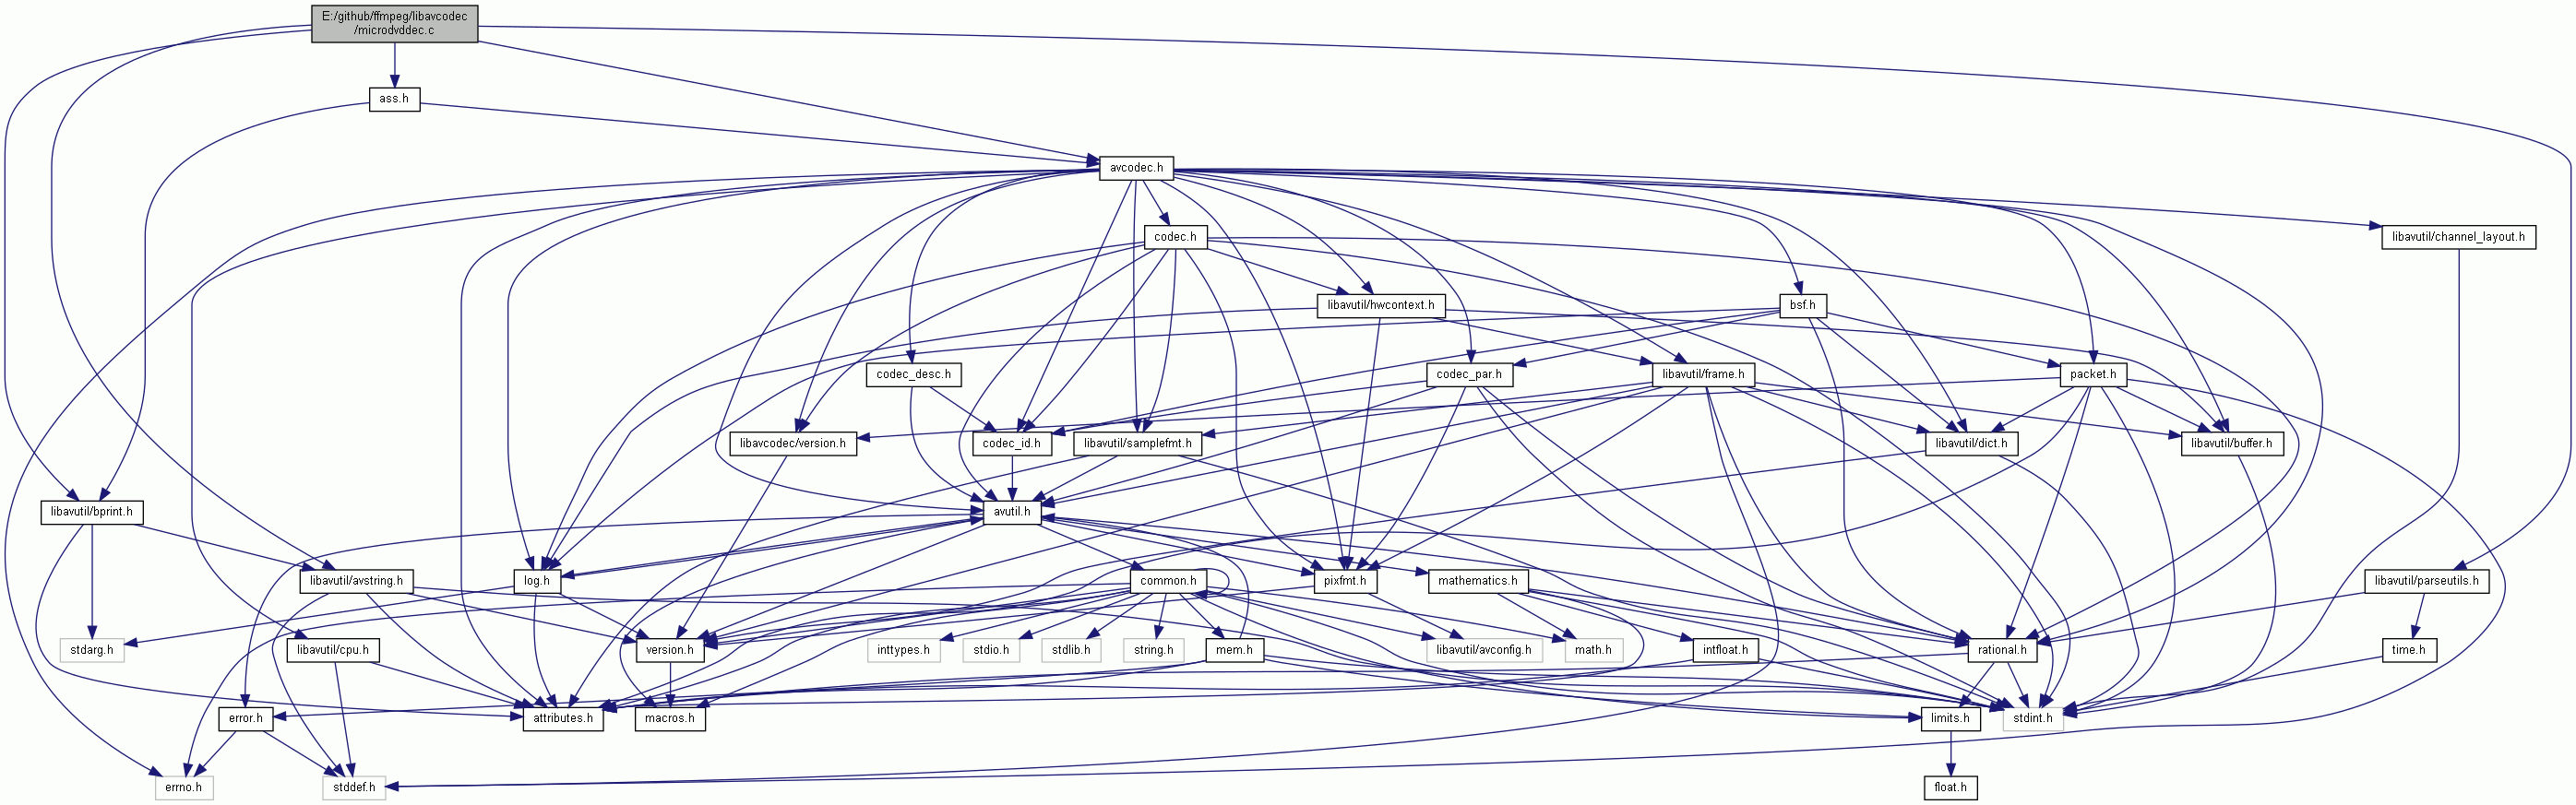 E:/github/ffmpeg/libavcodec
/microdvddec.c
ass.h
avcodec.h
codec.h
libavutil/channel_layout.h
libavutil/hwcontext.h
bsf.h
codec_desc.h
codec_par.h
libavutil/frame.h
packet.h
libavcodec/version.h
codec_id.h
libavutil/samplefmt.h
libavutil/dict.h
libavutil/buffer.h
libavutil/bprint.h
avutil.h
libavutil/avstring.h
log.h
common.h
pixfmt.h
mathematics.h
libavutil/parseutils.h
stdarg.h
libavutil/cpu.h
version.h
inttypes.h
stdio.h
stdlib.h
string.h
mem.h
libavutil/avconfig.h
math.h
intfloat.h
rational.h
time.h
error.h
attributes.h
macros.h
limits.h
stdint.h
errno.h
stddef.h
float.h